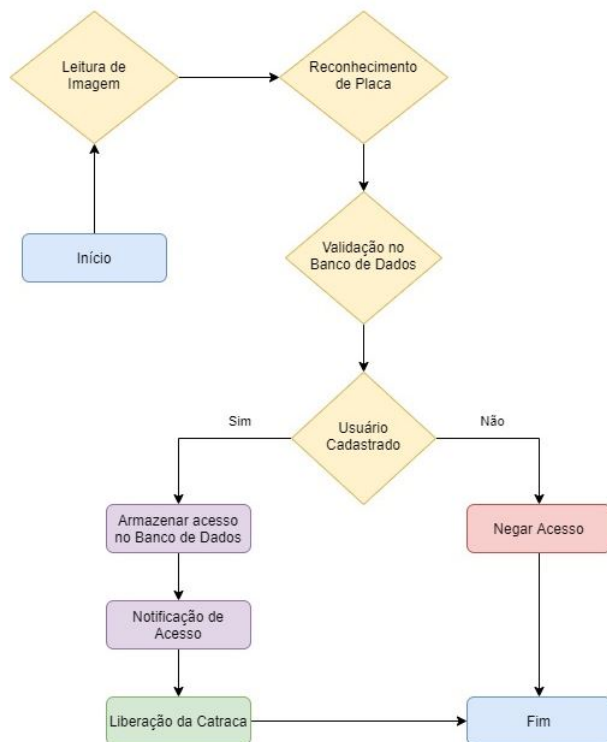 Leitura de
Imagem
Reconhecimento
de Placa
Início
Validação no
Banco de Dados
Usuário
Cadastrado
Sim
Não
Armazenar acesso
no Banco de Dados
Negar Acesso
Notificação de
Acesso
Liberação da Catraca
Fim